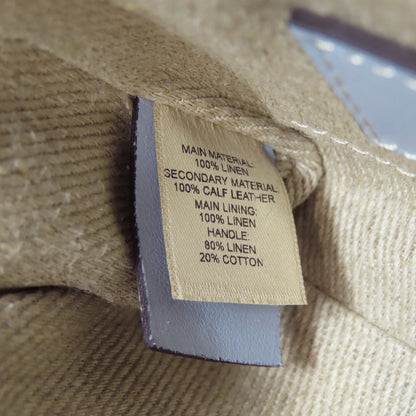 MAIN MATERIAL:
100% LINEN
SECONDARY MATERIAL:
100% CALF LEATHER
MAIN LINING:
100% LINEN
HANDLE:
80% LINEN
20% COTTON